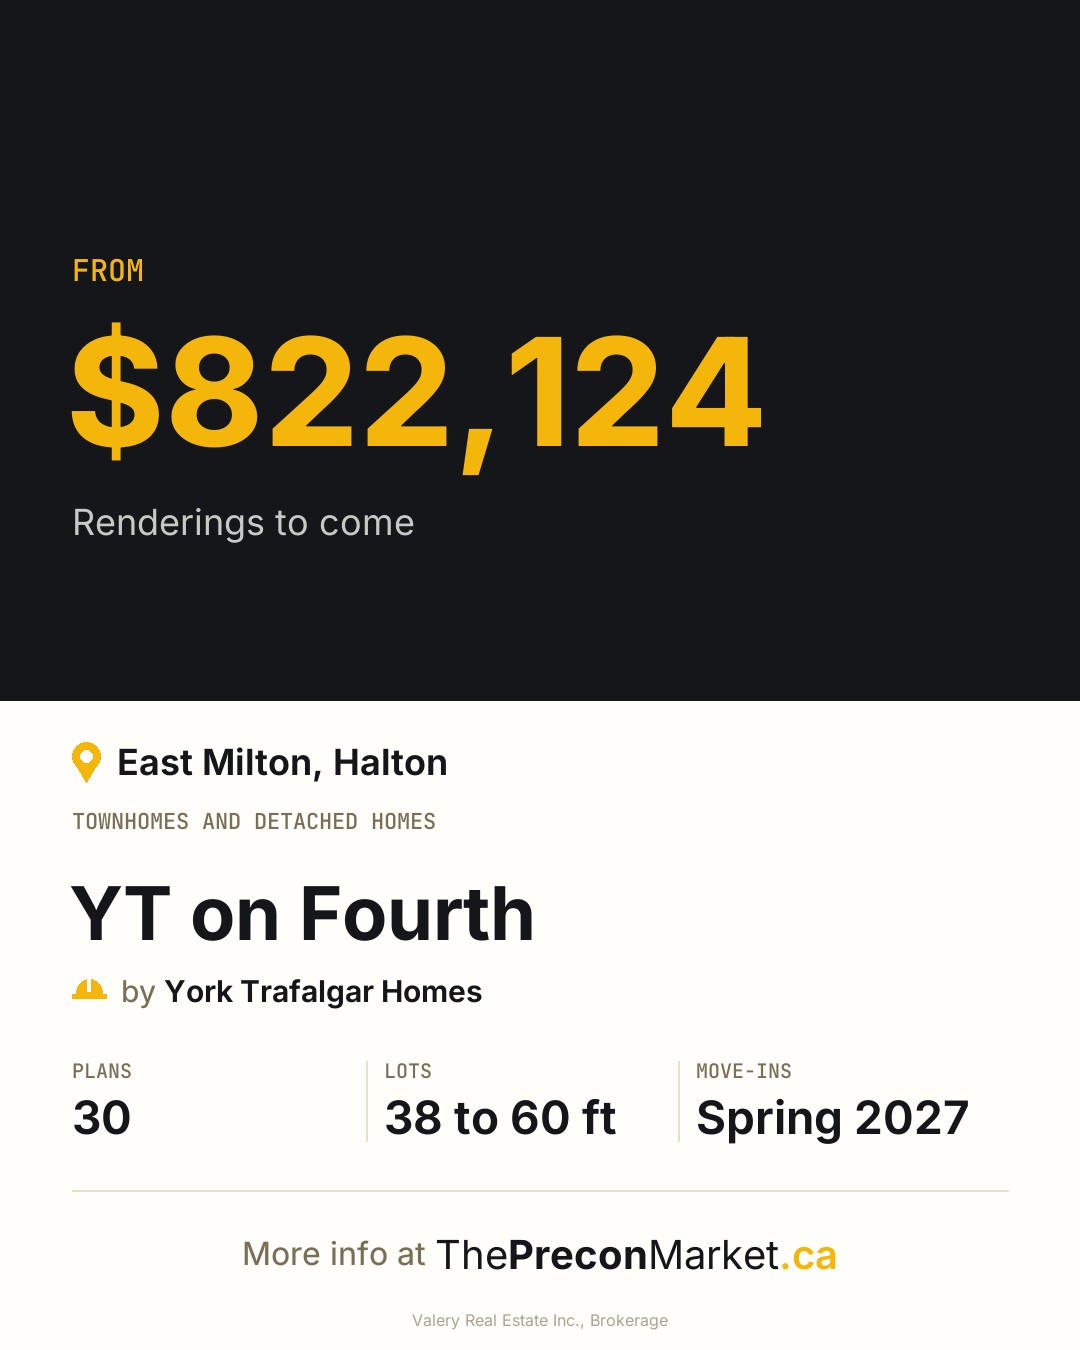 FROM
$822,124
Renderings to come
East Milton, Halton
TOWNHOMES AND DETACHED HOMES
YT on Fourth
by York Trafalgar Homes
PLANS
30
LOTS
38 to 60 ft
MOVE-INS
Spring 2027
More info at ThePreconMarket.ca
Valery Real Estate Inc., Brokerage